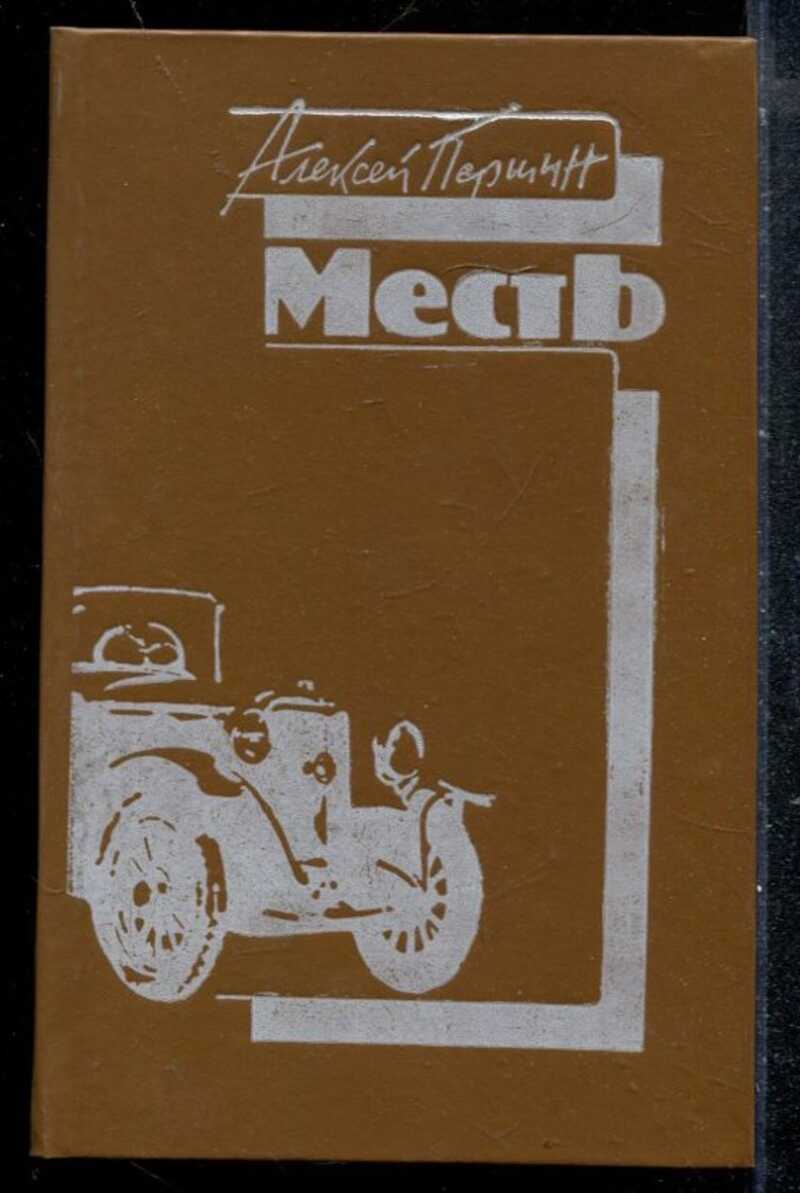 Алексей Першин
Месть